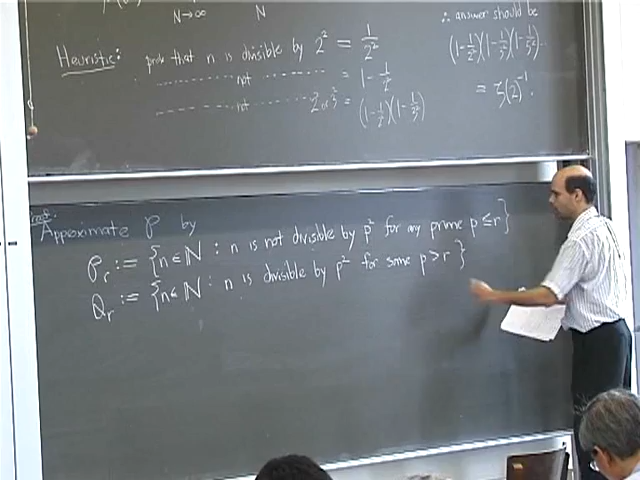 N→∞ N
Heuristic: prob that n is divisible by 2² = 1/2²
-------- not -------- = 1 - 1/2²
-------- not -------- 2² or 3² = (1 - 1/2²)(1 - 1/3²)
∴ answer should be
(1-1/2²)(1-1/3²)(1-1/5²)...
= ζ(2)⁻¹.
Proof: Approximate P by
P_r := {n∈ℕ : n is not divisible by p² for any prime p≤r}
Q_r := {n∈ℕ : n is divisible by p² for some p>r}